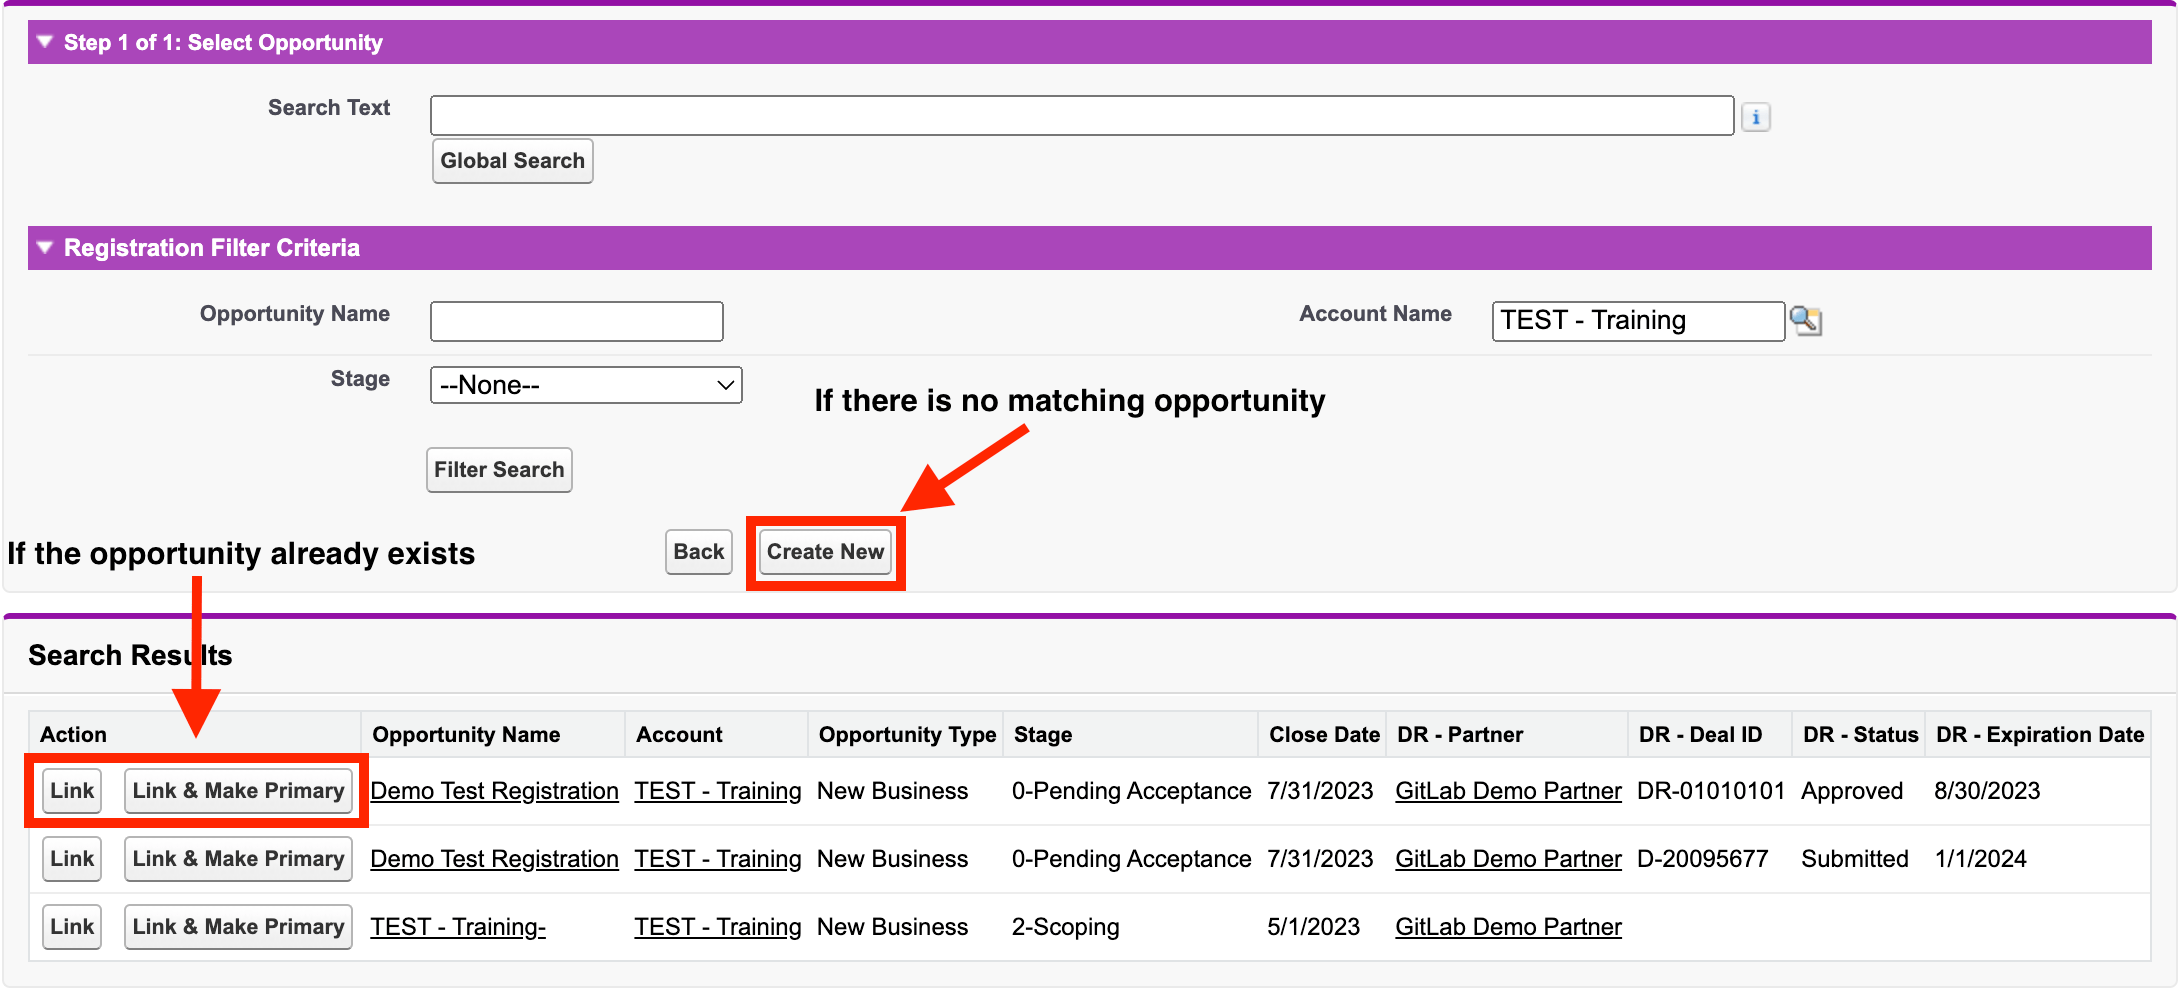 Step 1 of 1: Select Opportunity
Search Text
i
Global Search
Registration Filter Criteria
Opportunity Name
Account Name TEST - Training
Stage --None--
If there is no matching opportunity
Filter Search
If the opportunity already exists
Back Create New
Search Results
Action Opportunity Name Account Opportunity Type Stage Close Date DR - Partner DR - Deal ID DR - Status DR - Expiration Date
Link Link & Make Primary Demo Test Registration TEST - Training New Business 0-Pending Acceptance 7/31/2023 GitLab Demo Partner DR-01010101 Approved 8/30/2023
Link Link & Make Primary Demo Test Registration TEST - Training New Business 0-Pending Acceptance 7/31/2023 GitLab Demo Partner D-20095677 Submitted 1/1/2024
Link Link & Make Primary TEST - Training- TEST - Training New Business 2-Scoping 5/1/2023 GitLab Demo Partner